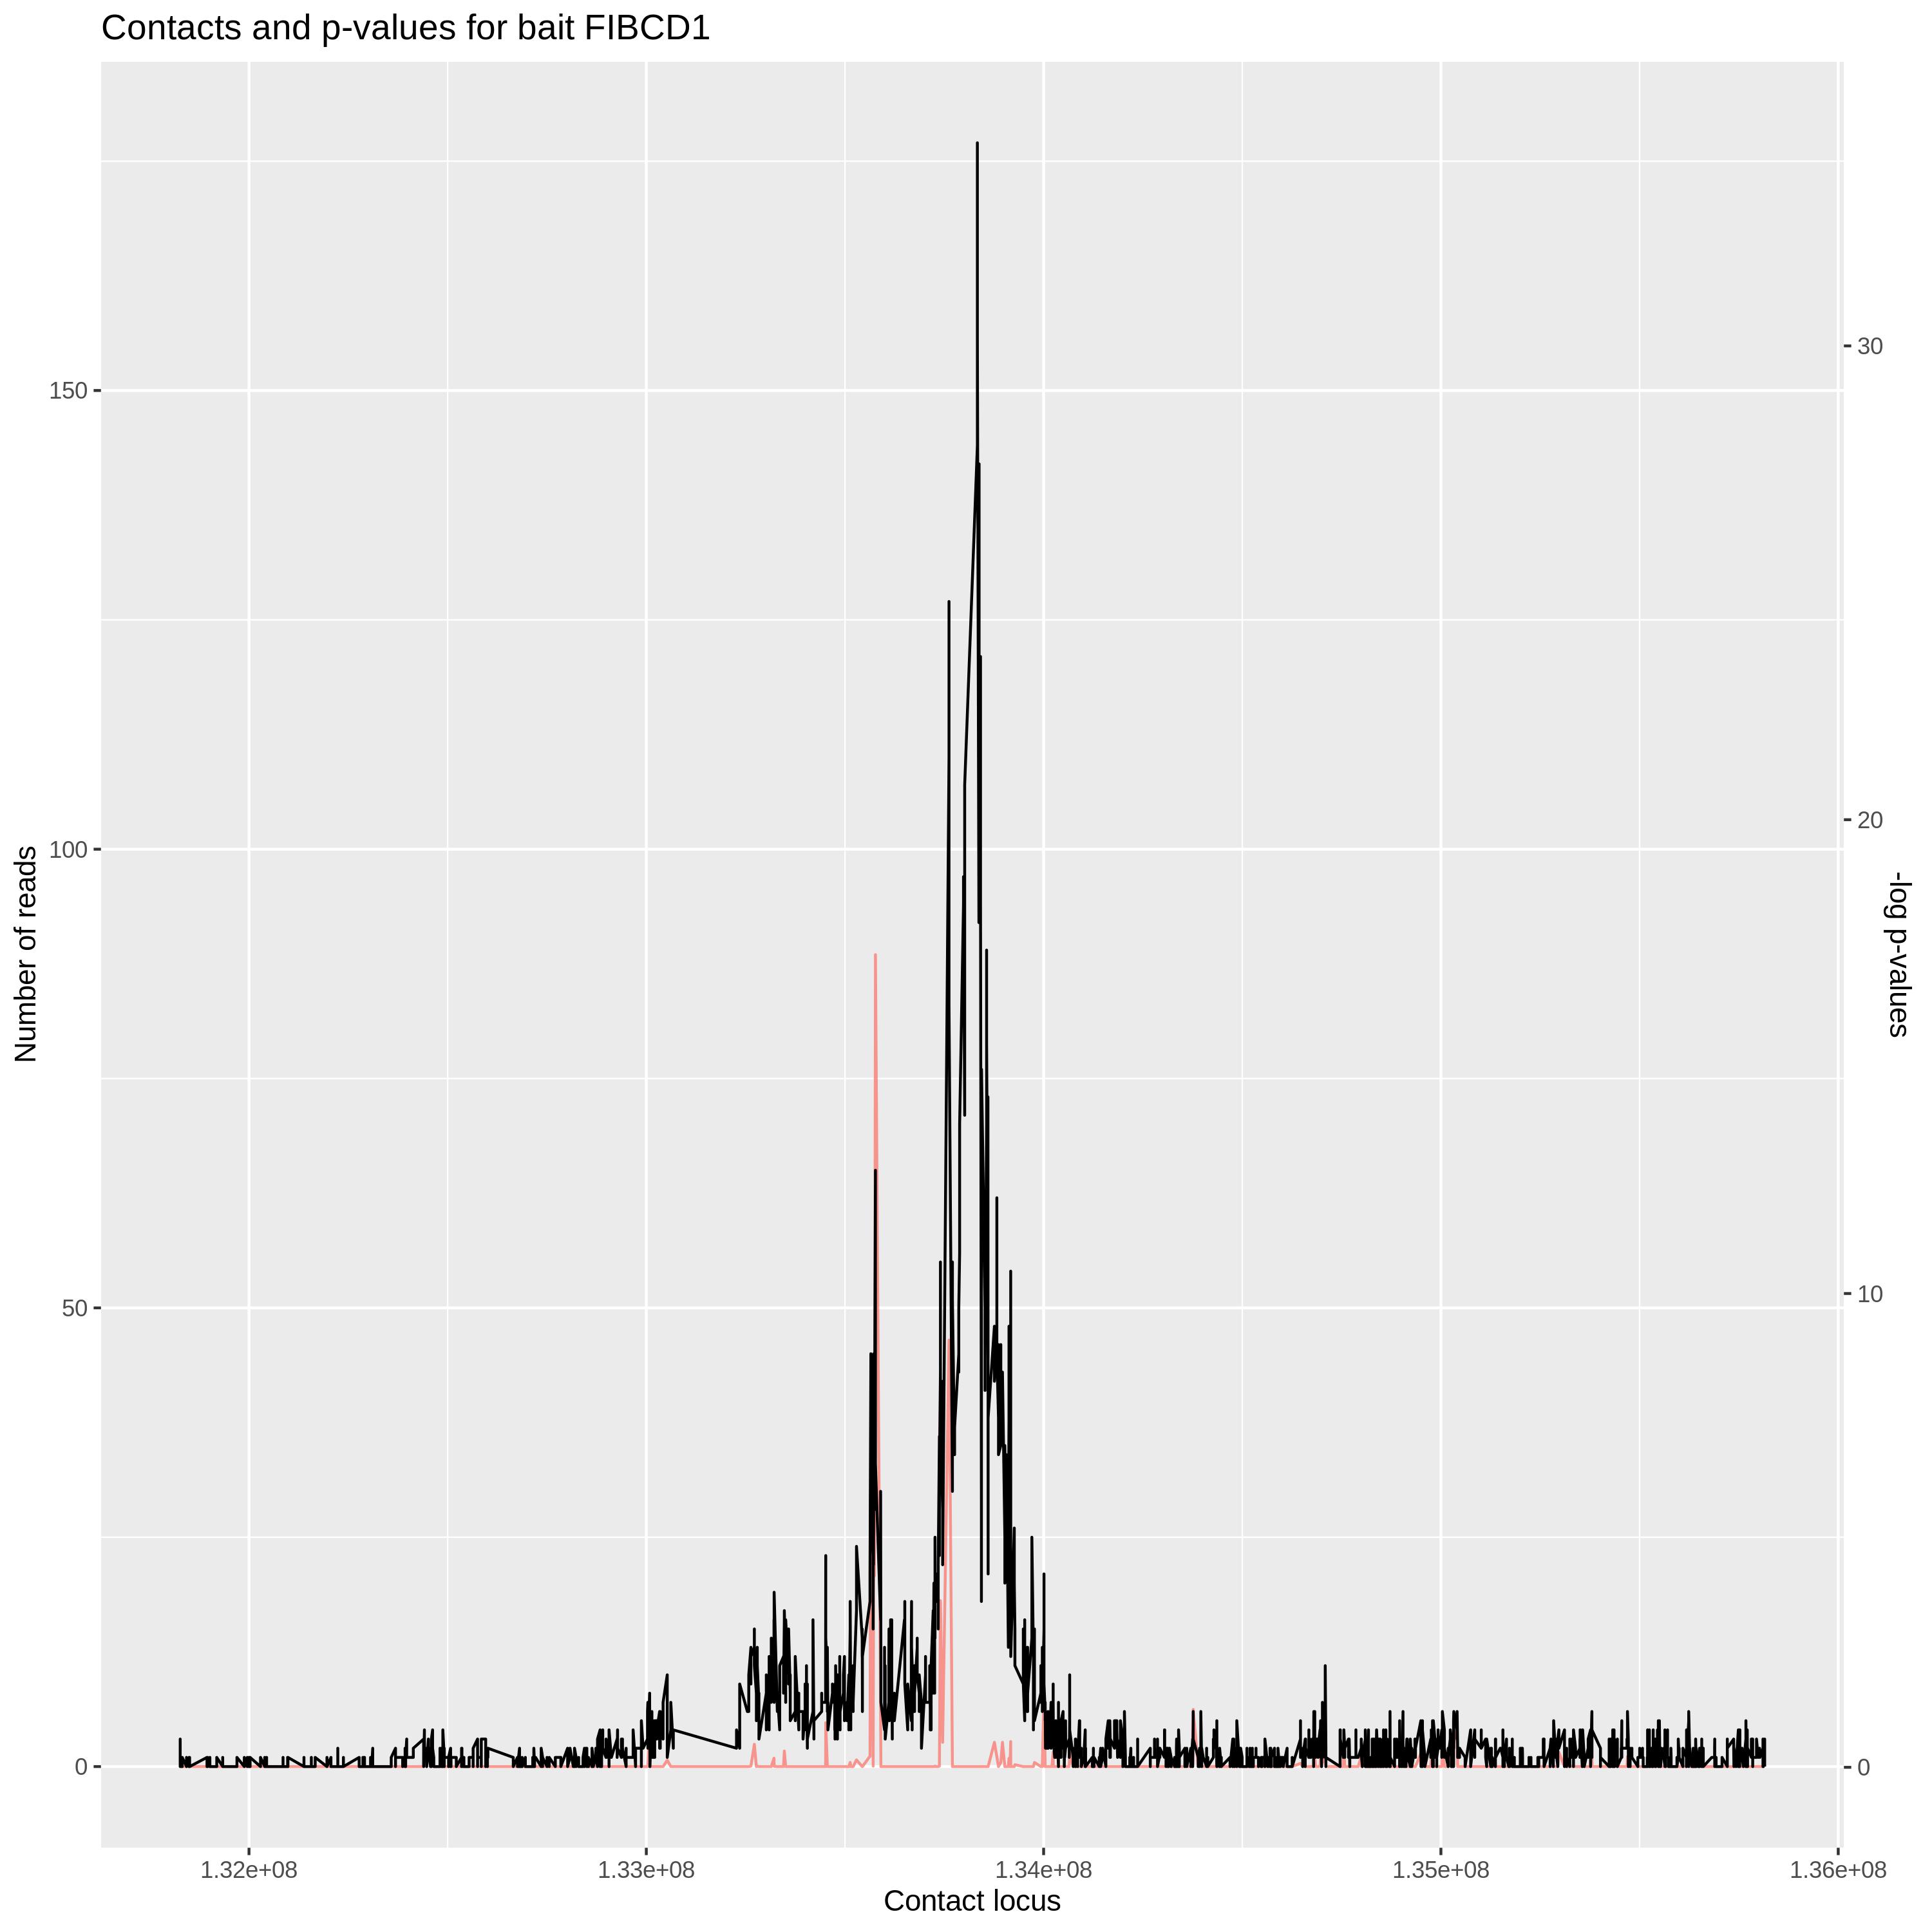 Contacts and p-values for bait FIBCD1
150
100
50
0
30
20
10
0
Number of reads
-log p-values
1.32e+08 1.33e+08 1.34e+08 1.35e+08 1.36e+08
Contact locus